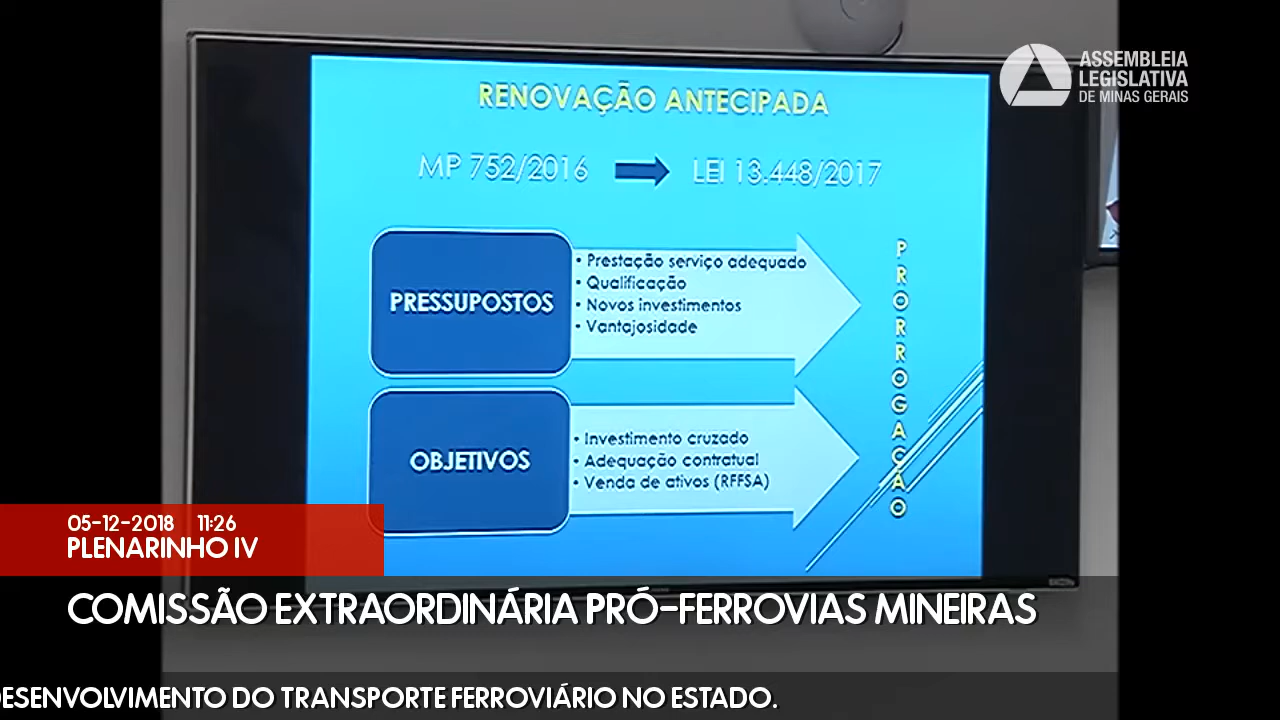 ASSEMBLEIA
LEGISLATIVA
DE MINAS GERAIS
RENOVAÇÃO ANTECIPADA
MP 752/2016
LEI 13.448/2017
PRESSUPOSTOS
• Prestação serviço adequado
• Qualificação
• Novos investimentos
• Vantajosidade
OBJETIVOS
• Investimento cruzado
• Adequação contratual
• Venda de ativos (RFFSA)
PRORROGAÇÃO
05-12-2018 11:26
PLENARINHO IV
COMISSÃO EXTRAORDINÁRIA PRÓ-FERROVIAS MINEIRAS
DESENVOLVIMENTO DO TRANSPORTE FERROVIÁRIO NO ESTADO.